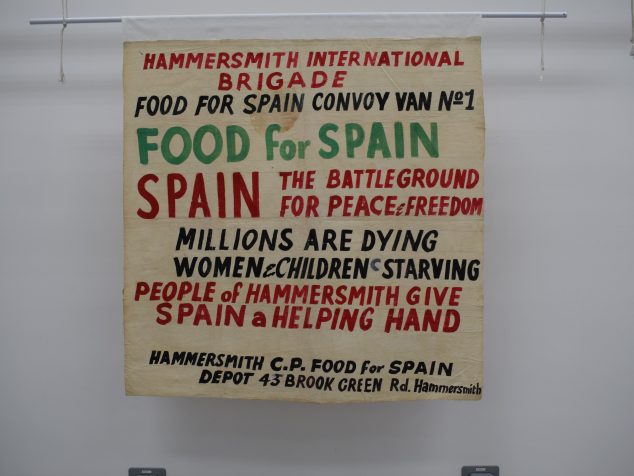 HAMMERSMITH INTERNATIONAL
BRIGADE
FOOD FOR SPAIN CONVOY VAN No1
FOOD for SPAIN
SPAIN THE BATTLEGROUND
FOR PEACE & FREEDOM
MILLIONS ARE DYING
WOMEN & CHILDREN STARVING
PEOPLE of HAMMERSMITH GIVE
SPAIN a HELPING HAND
HAMMERSMITH C.P. FOOD for SPAIN
DEPOT 43 BROOK GREEN Rd. Hammersmith